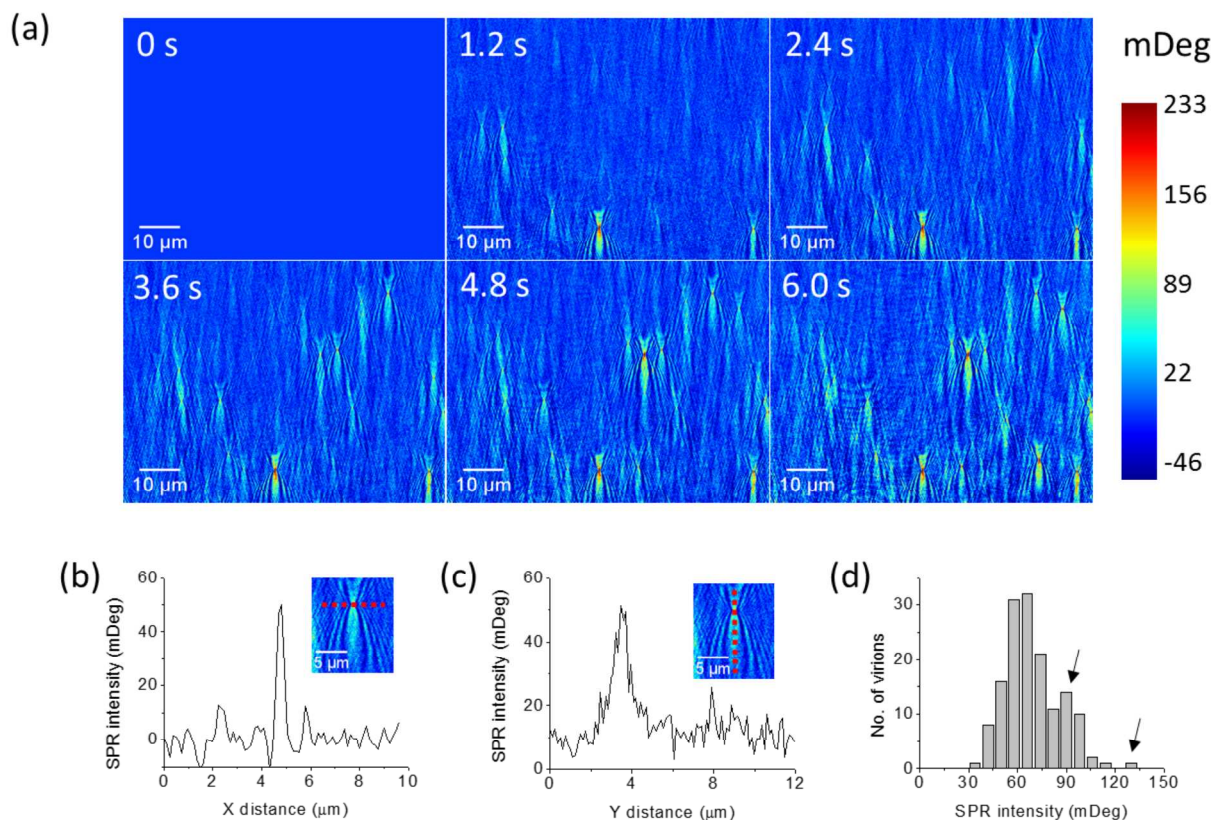 (a)
0 s
1.2 s
2.4 s
mDeg
10 µm
10 µm
10 µm
3.6 s
4.8 s
6.0 s
10 µm
10 µm
10 µm
233
156
89
22
-46
(b)
SPR intensity (mDeg)
60
40
20
0
0 2 4 6 8 10
X distance (µm)
5 µm
(c)
SPR intensity (mDeg)
60
40
20
0
0 4 8 12
Y distance (µm)
5 µm
(d)
No. of virions
30
20
10
0
0 30 60 90 120 150
SPR intensity (mDeg)